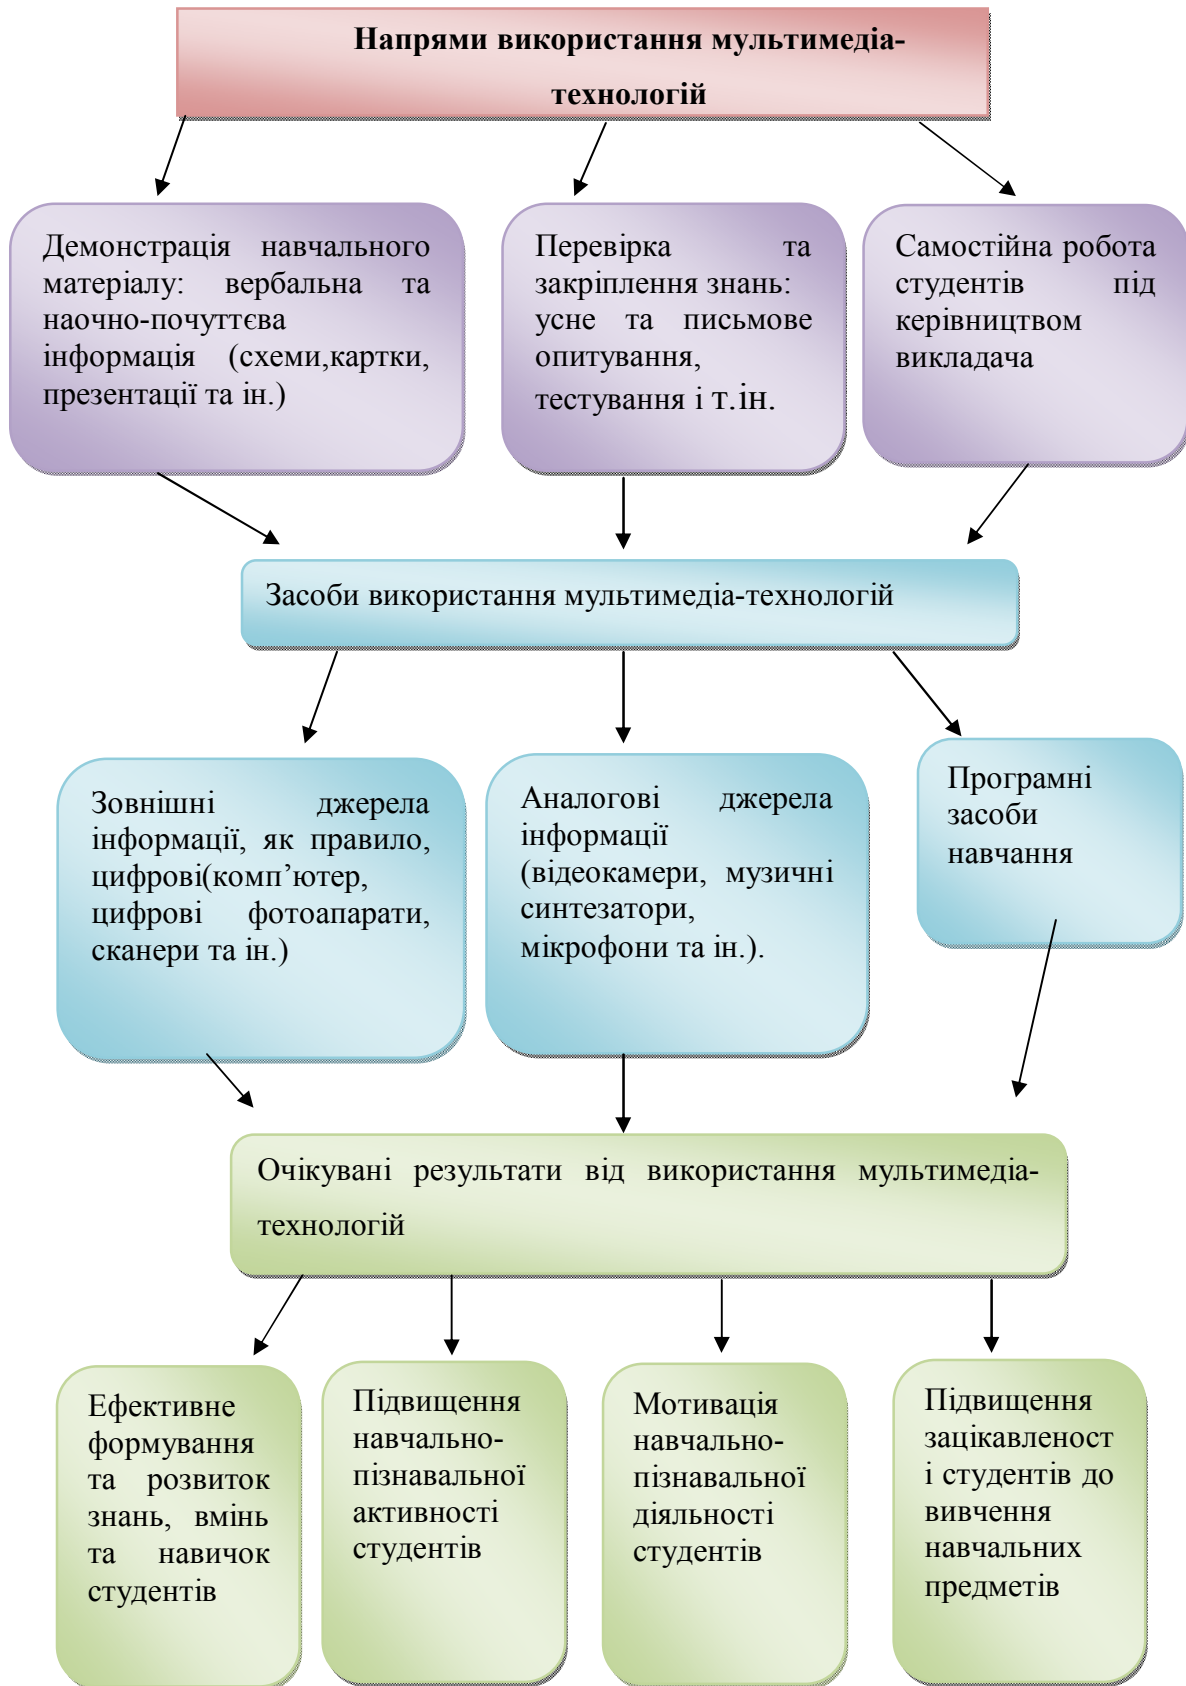 Напрями використання мультимедіа-
технологій
Демонстрація навчального
матеріалу: вербальна та
наочно-почуттєва
інформація (схеми,картки,
презентації та ін.)
Перевірка та
закріплення знань:
усне та письмове
опитування,
тестування і т.ін.
Самостійна робота
студентів під
керівництвом
викладача
Засоби використання мультимедіа-технологій
Зовнішні джерела
інформації, як правило,
цифрові(комп’ютер,
цифрові фотоапарати,
сканери та ін.)
Аналогові джерела
інформації
(відеокамери, музичні
синтезатори,
мікрофони та ін.).
Програмні
засоби
навчання
Очікувані результати від використання мультимедіа-
технологій
Ефективне
формування
та розвиток
знань, вмінь
та навичок
студентів
Підвищення
навчально-
пізнавальної
активності
студентів
Мотивація
навчально-
пізнавальної
діяльності
студентів
Підвищення
зацікавленост
і студентів до
вивчення
навчальних
предметів